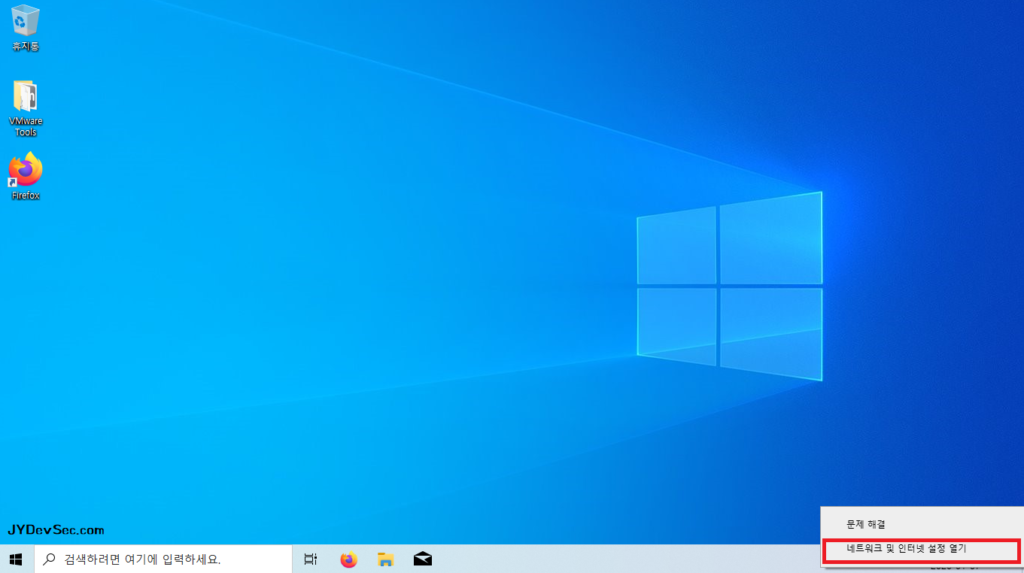 휴지통
VMware
Tools
Firefox
JYDevSec.com
문제 해결
네트워크 및 인터넷 설정 열기
검색하려면 여기에 입력하세요.